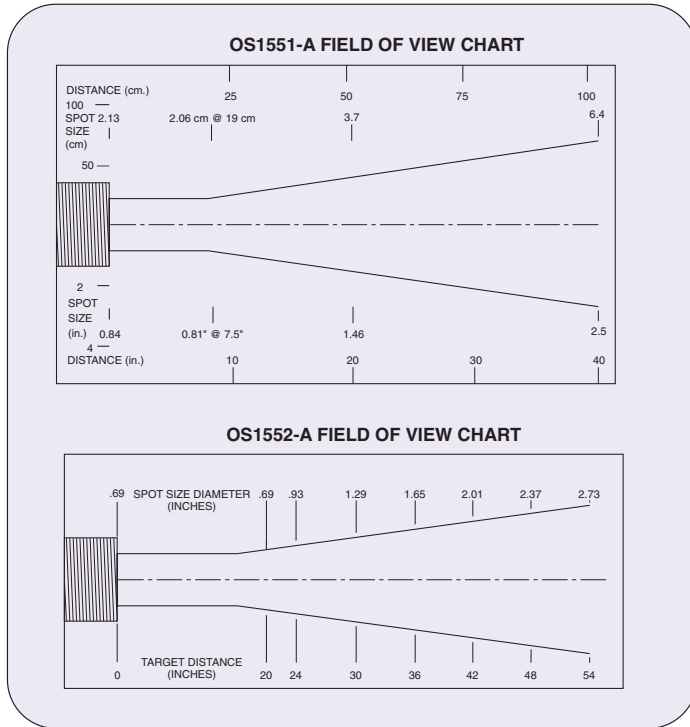 OS1551-A FIELD OF VIEW CHART
DISTANCE (cm.)
25 50 75 100
100
SPOT 2.13 2.06 cm @ 19 cm 3.7 6.4
SIZE
(cm)
50
2
SPOT
SIZE
(in.) 0.84 0.81" @ 7.5" 1.46 2.5
4
DISTANCE (in.) 10 20 30 40
OS1552-A FIELD OF VIEW CHART
.69 SPOT SIZE DIAMETER .69 .93 1.29 1.65 2.01 2.37 2.73
(INCHES)
TARGET DISTANCE
0 (INCHES) 20 24 30 36 42 48 54